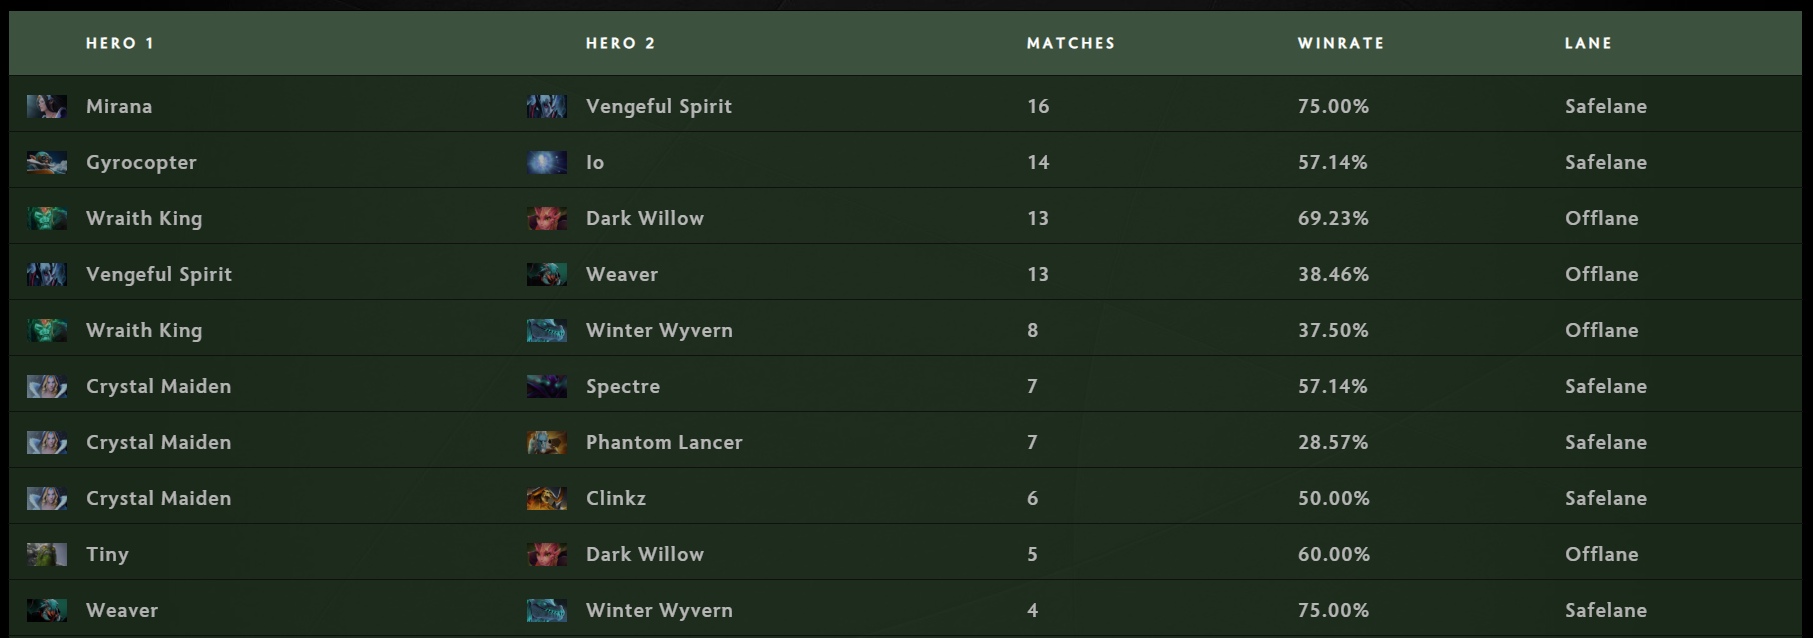 HERO 1 HERO 2 MATCHES WINRATE LANE
Mirana Vengeful Spirit 16 75.00% Safelane
Gyrocopter Io 14 57.14% Safelane
Wraith King Dark Willow 13 69.23% Offlane
Vengeful Spirit Weaver 13 38.46% Offlane
Wraith King Winter Wyvern 8 37.50% Offlane
Crystal Maiden Spectre 7 57.14% Safelane
Crystal Maiden Phantom Lancer 7 28.57% Safelane
Crystal Maiden Clinkz 6 50.00% Safelane
Tiny Dark Willow 5 60.00% Offlane
Weaver Winter Wyvern 4 75.00% Safelane